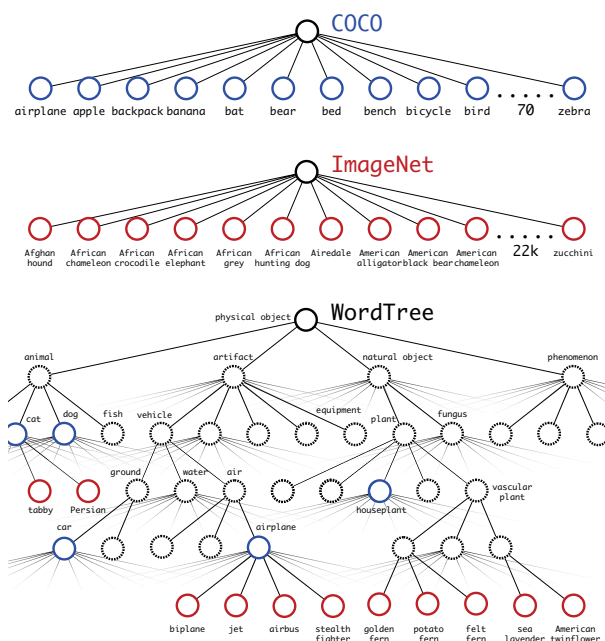 COCO
airplane apple backpack banana bat bear bed bench bicycle bird ..... zebra
70
ImageNet
Afghan hound
African chameleon
African crocodile
African elephant
African grey
African hunting dog
Airedale
American alligator
American black bear
American chameleon
.....
22k
zucchini
WordTree
physical object
animal artifact natural object phenomenon
cat dog fish vehicle equipment plant fungus
ground water air
tabby Persian houseplant vascular plant
car airplane
biplane jet airbus stealth fighter golden fern potato fern felt fern sea lavender American twinflower